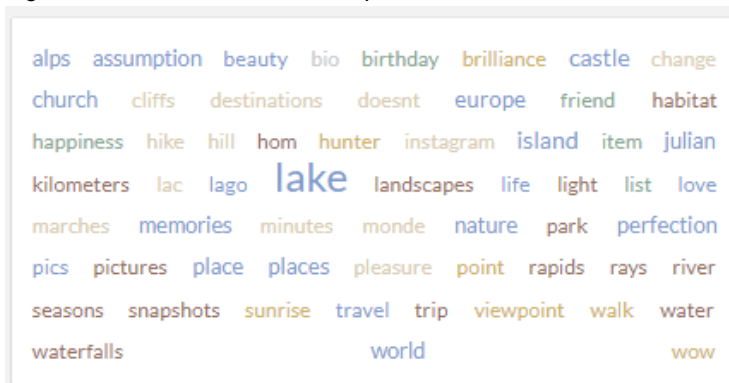 alps assumption beauty bio birthday brilliance castle change
church cliffs destinations doesnt europe friend habitat
happiness hike hill hom hunter instagram island item julian
kilometers lac lago lake landscapes life light list love
marches memories minutes monde nature park perfection
pics pictures place places pleasure point rapids rays river
seasons snapshots sunrise travel trip viewpoint walk water
waterfalls world wow